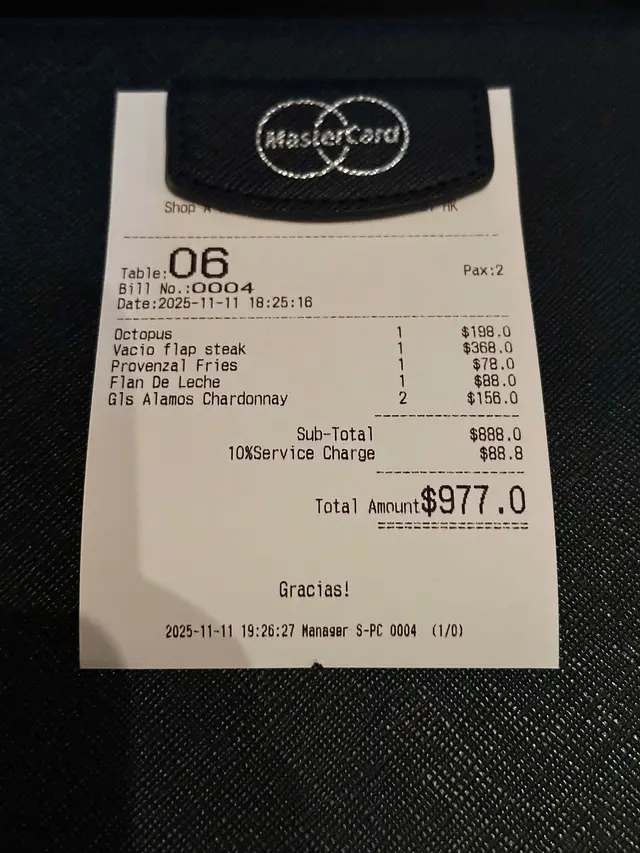 MasterCard
Shop A HK
Table:06 Pax:2
Bill No.:0004
Date:2025-11-11 18:25:16
Octopus 1 $198.0
Vacio flap steak 1 $368.0
Provenzal Fries 1 $78.0
Flan De Leche 1 $88.0
Gls Alamos Chardonnay 2 $156.0
Sub-Total $888.0
10%Service Charge $88.8
Total Amount$977.0
Gracias!
2025-11-11 19:26:27 Manager S-PC 0004 (1/0)